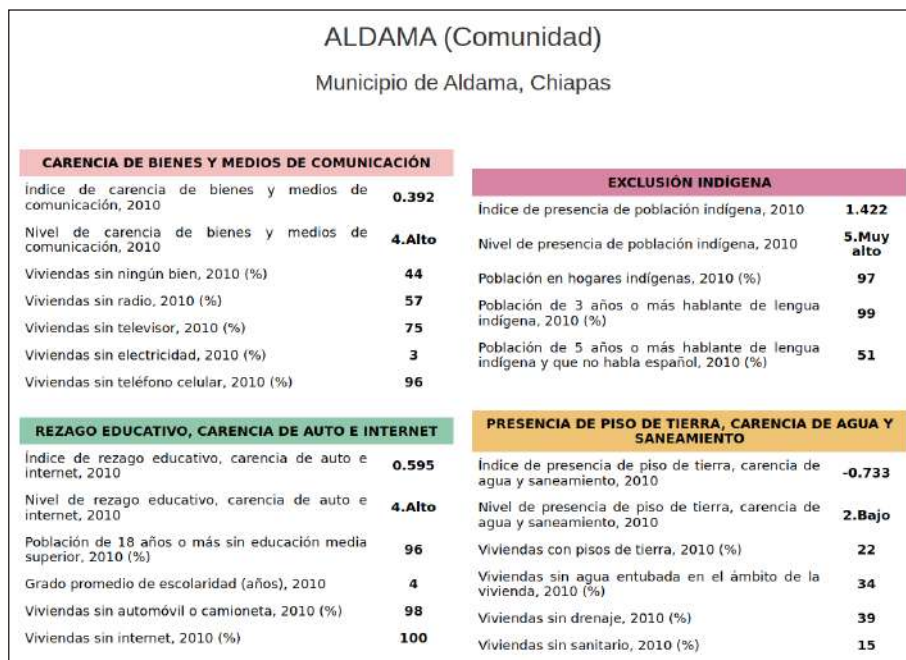 ALDAMA (Comunidad)
Municipio de Aldama, Chiapas
CARENCIA DE BIENES Y MEDIOS DE COMUNICACIÓN
Índice de carencia de bienes y medios de
comunicación, 2010
0.392
Nivel de carencia de bienes y medios de
comunicación, 2010
4.Alto
Viviendas sin ningún bien, 2010 (%) 44
Viviendas sin radio, 2010 (%) 57
Viviendas sin televisor, 2010 (%) 75
Viviendas sin electricidad, 2010 (%) 3
Viviendas sin teléfono celular, 2010 (%) 96
EXCLUSIÓN INDÍGENA
Índice de presencia de población indígena, 2010 1.422
Nivel de presencia de población indígena, 2010
5.Muy
alto
Población en hogares indígenas, 2010 (%) 97
Población de 3 años o más hablante de lengua
indígena, 2010 (%)
99
Población de 5 años o más hablante de lengua
indígena y que no habla español, 2010 (%)
51
REZAGO EDUCATIVO, CARENCIA DE AUTO E INTERNET
Índice de rezago educativo, carencia de auto e
internet, 2010
0.595
Nivel de rezago educativo, carencia de auto e
internet, 2010
4.Alto
Población de 18 años o más sin educación media
superior, 2010 (%)
96
Grado promedio de escolaridad (años), 2010 4
Viviendas sin automóvil o camioneta, 2010 (%) 98
Viviendas sin internet, 2010 (%) 100
PRESENCIA DE PISO DE TIERRA, CARENCIA DE AGUA Y
SANEAMIENTO
Índice de presencia de piso de tierra, carencia de
agua y saneamiento, 2010
-0.733
Nivel de presencia de piso de tierra, carencia de
agua y saneamiento, 2010
2.Bajo
Viviendas con pisos de tierra, 2010 (%) 22
Viviendas sin agua entubada en el ámbito de la
vivienda, 2010 (%)
34
Viviendas sin drenaje, 2010 (%) 39
Viviendas sin sanitario, 2010 (%) 15